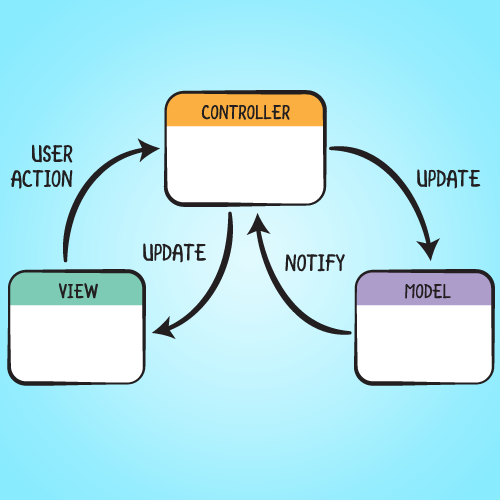 CONTROLLER
USER
ACTION
UPDATE
UPDATE
NOTIFY
VIEW
MODEL